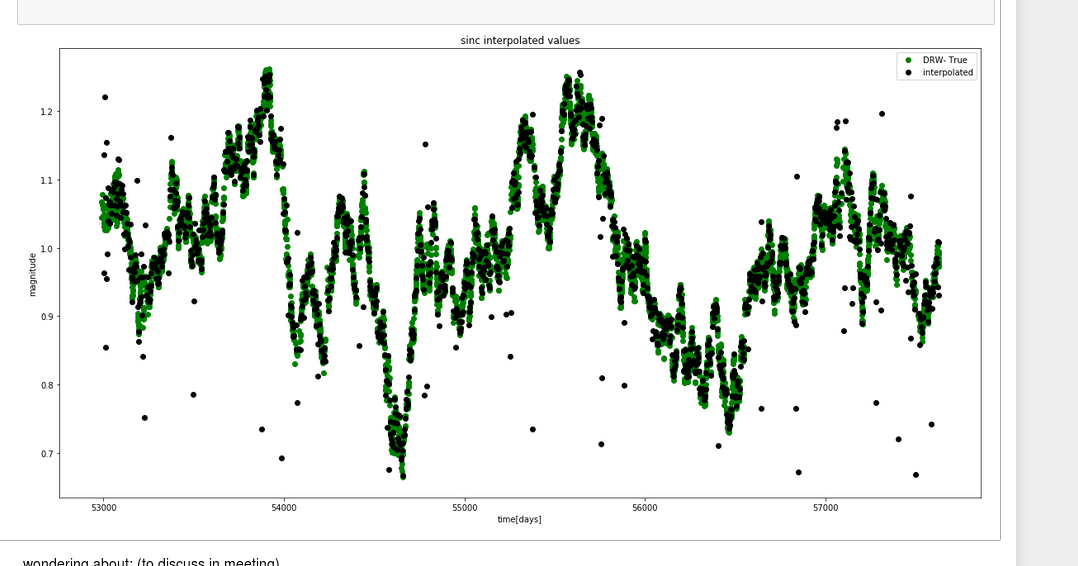 sinc interpolated values
DRW- True
interpolated
1.2
1.1
1.0
0.9
0.8
0.7
magnitude
53000 54000 55000 56000 57000
time[days]
wondering about: (to discuss in meeting)